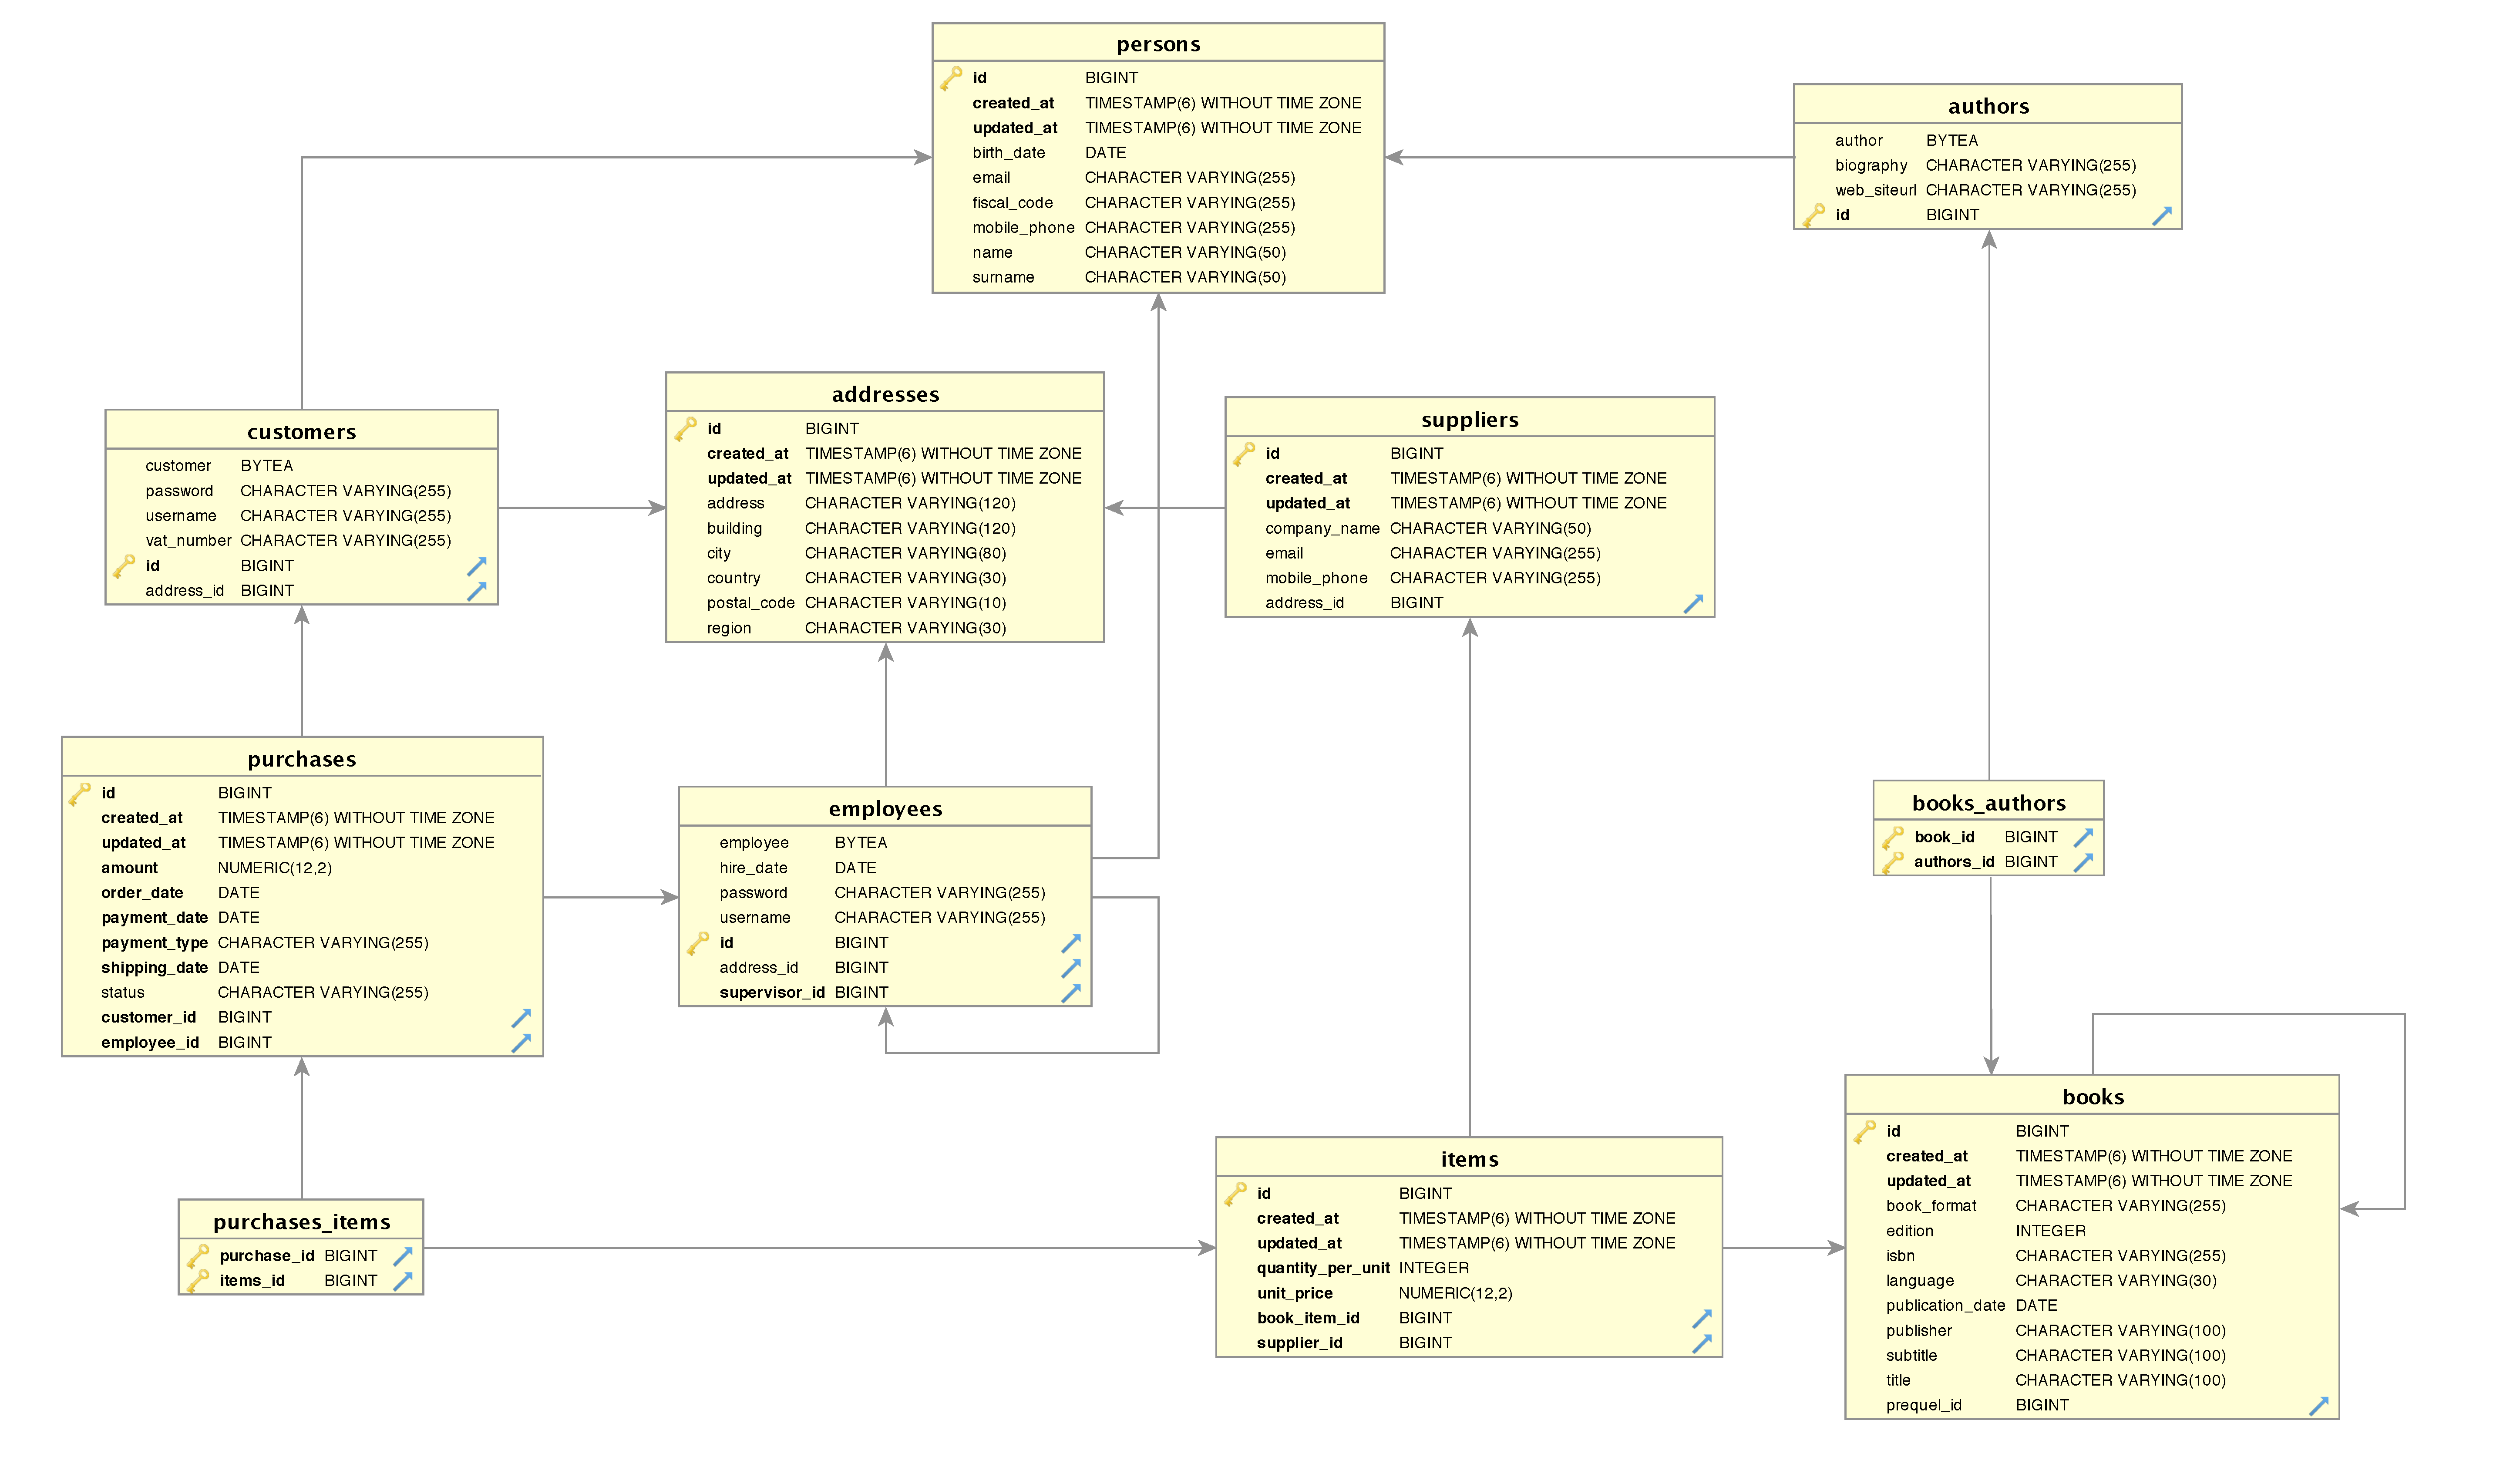 persons
id BIGINT
created_at TIMESTAMP(6) WITHOUT TIME ZONE
updated_at TIMESTAMP(6) WITHOUT TIME ZONE
birth_date DATE
email CHARACTER VARYING(255)
fiscal_code CHARACTER VARYING(255)
mobile_phone CHARACTER VARYING(255)
name CHARACTER VARYING(50)
surname CHARACTER VARYING(50)
authors
author BYTEA
biography CHARACTER VARYING(255)
web_siteurl CHARACTER VARYING(255)
id BIGINT
customers
customer BYTEA
password CHARACTER VARYING(255)
username CHARACTER VARYING(255)
vat_number CHARACTER VARYING(255)
id BIGINT
address_id BIGINT
addresses
id BIGINT
created_at TIMESTAMP(6) WITHOUT TIME ZONE
updated_at TIMESTAMP(6) WITHOUT TIME ZONE
address CHARACTER VARYING(120)
building CHARACTER VARYING(120)
city CHARACTER VARYING(80)
country CHARACTER VARYING(30)
postal_code CHARACTER VARYING(10)
region CHARACTER VARYING(30)
suppliers
id BIGINT
created_at TIMESTAMP(6) WITHOUT TIME ZONE
updated_at TIMESTAMP(6) WITHOUT TIME ZONE
company_name CHARACTER VARYING(50)
email CHARACTER VARYING(255)
mobile_phone CHARACTER VARYING(255)
address_id BIGINT
purchases
id BIGINT
created_at TIMESTAMP(6) WITHOUT TIME ZONE
updated_at TIMESTAMP(6) WITHOUT TIME ZONE
amount NUMERIC(12,2)
order_date DATE
payment_date DATE
payment_type CHARACTER VARYING(255)
shipping_date DATE
status CHARACTER VARYING(255)
customer_id BIGINT
employee_id BIGINT
employees
employee BYTEA
hire_date DATE
password CHARACTER VARYING(255)
username CHARACTER VARYING(255)
id BIGINT
address_id BIGINT
supervisor_id BIGINT
books_authors
book_id BIGINT
authors_id BIGINT
purchases_items
purchase_id BIGINT
items_id BIGINT
items
id BIGINT
created_at TIMESTAMP(6) WITHOUT TIME ZONE
updated_at TIMESTAMP(6) WITHOUT TIME ZONE
quantity_per_unit INTEGER
unit_price NUMERIC(12,2)
book_item_id BIGINT
supplier_id BIGINT
books
id BIGINT
created_at TIMESTAMP(6) WITHOUT TIME ZONE
updated_at TIMESTAMP(6) WITHOUT TIME ZONE
book_format CHARACTER VARYING(255)
edition INTEGER
isbn CHARACTER VARYING(255)
language CHARACTER VARYING(30)
publication_date DATE
publisher CHARACTER VARYING(100)
subtitle CHARACTER VARYING(100)
title CHARACTER VARYING(100)
prequel_id BIGINT